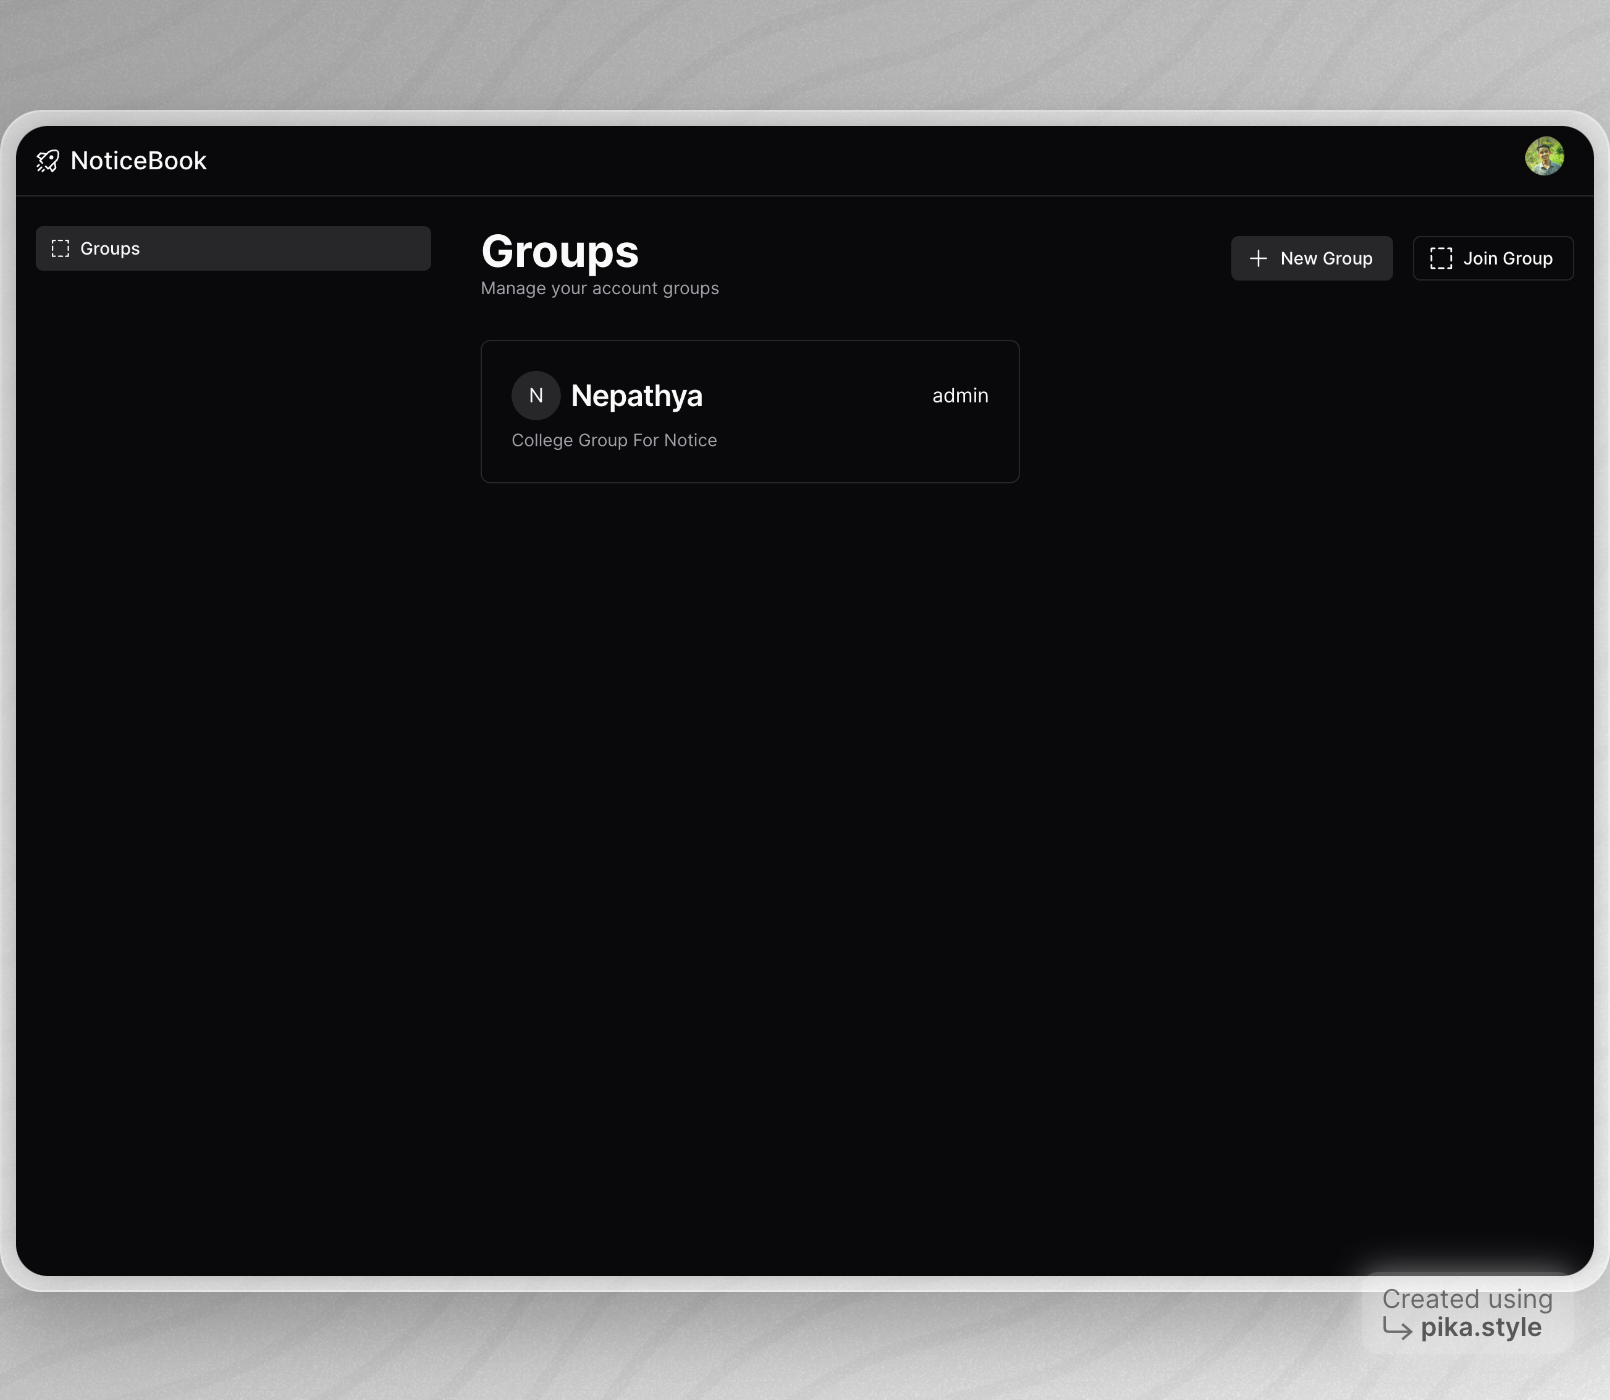 NoticeBook
Groups
Groups
Manage your account groups
New Group
Join Group
N
Nepathya
admin
College Group For Notice
Created using
pika.style